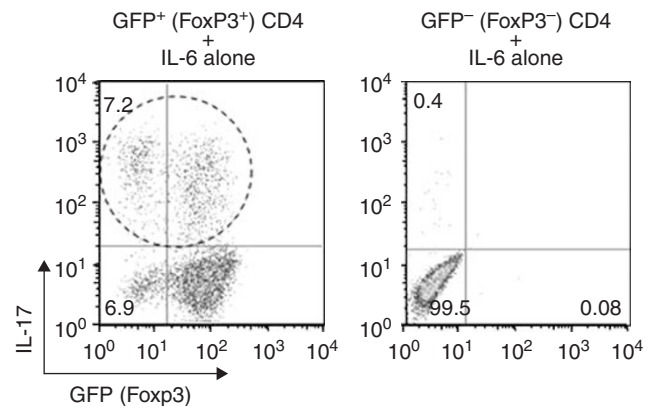 GFP⁺ (FoxP3⁺) CD4
+
IL-6 alone
GFP⁻ (FoxP3⁻) CD4
+
IL-6 alone
10⁴
10³
10²
10¹
10⁰
7.2
6.9
10⁰ 10¹ 10² 10³ 10⁴
10⁴
10³
10²
10¹
10⁰
0.4
99.5
0.08
10⁰ 10¹ 10² 10³ 10⁴
IL-17
GFP (Foxp3)